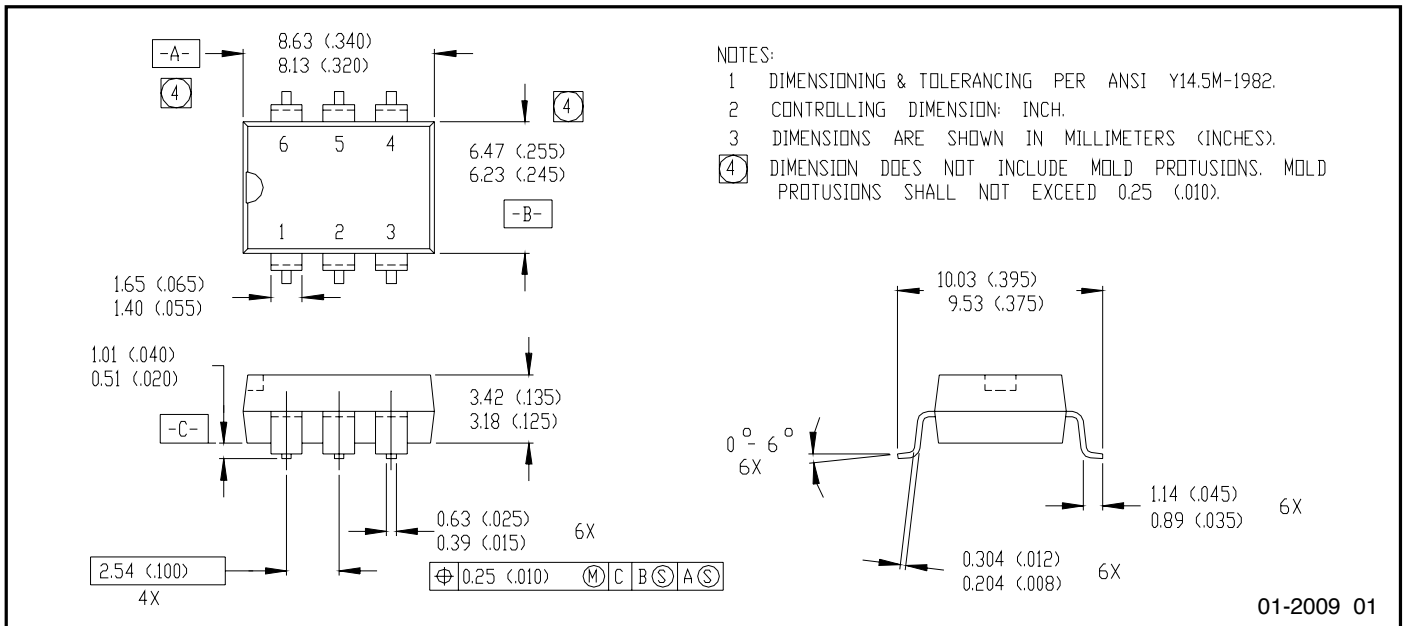 -A-
8.63 (.340)
8.13 (.320)
4
4
6 5 4
1 2 3
6.47 (.255)
6.23 (.245)
-B-
1.65 (.065)
1.40 (.055)
NOTES:
1 DIMENSIONING & TOLERANCING PER ANSI Y14.5M-1982.
2 CONTROLLING DIMENSION: INCH.
3 DIMENSIONS ARE SHOWN IN MILLIMETERS (INCHES).
4 DIMENSION DOES NOT INCLUDE MOLD PROTUSIONS. MOLD
PROTUSIONS SHALL NOT EXCEED 0.25 (.010).
1.01 (.040)
0.51 (.020)
-C-
3.42 (.135)
3.18 (.125)
0.63 (.025)
0.39 (.015)
6X
2.54 (.100)
4X
⌖ 0.25 (.010) Ⓜ C B Ⓢ A Ⓢ
10.03 (.395)
9.53 (.375)
0°- 6°
6X
1.14 (.045)
0.89 (.035)
6X
0.304 (.012)
0.204 (.008)
6X
01-2009 01